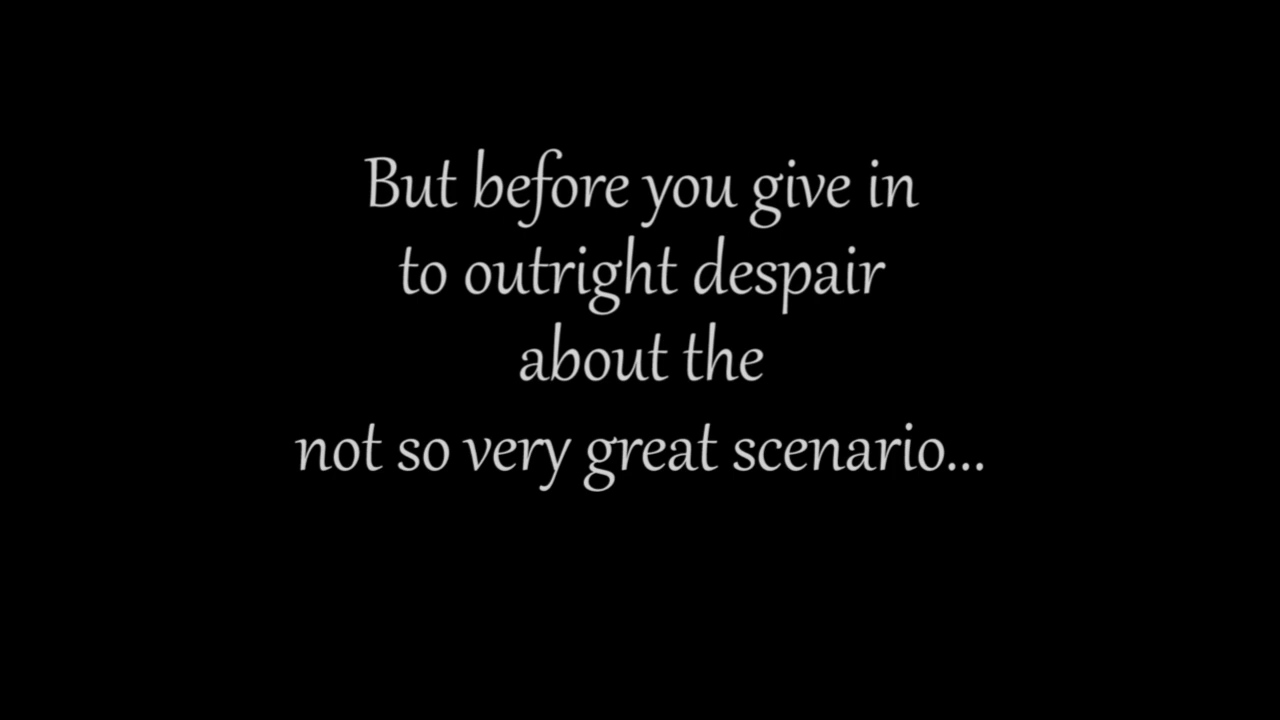 But before you give in
to outright despair
about the
not so very great scenario...